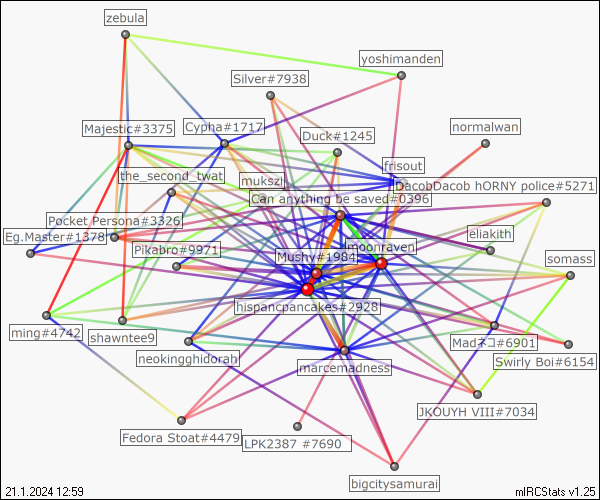 zebula
yoshimanden
Silver#7938
Majestic#3375
Cypha#1717
normalwan
Duck#1245
frisout
the_second_twat
mukszi
DacobDacob hORNY police#5271
Can anything be saved#0396
Pocket Persona#3326
Eg.Master#1378
eliakith
Pikabro#9971
moonraven
Mushy#1984
somass
hispancpancakes#2928
ming#4742
shawntee9
Madネコ#6901
neokingghidorah
Swirly Boi#6154
marcemadness
JKOUYH VIII#7034
Fedora Stoat#4479
LPK2387 #7690
bigcitysamurai
21.1.2024 12:59
mIRCStats v1.25